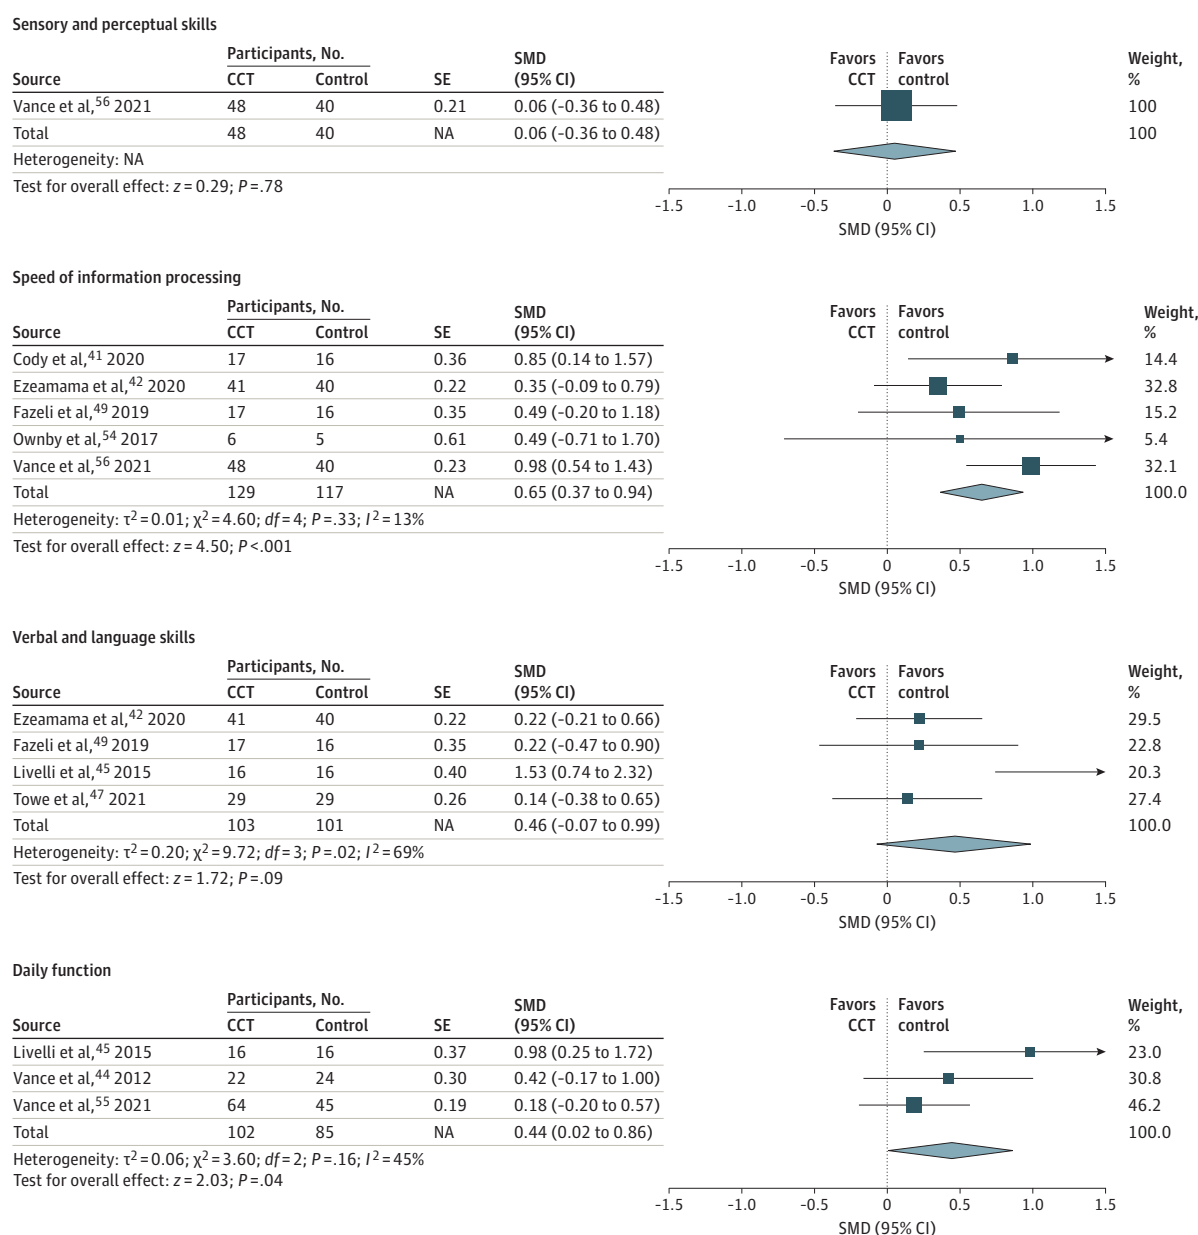 Sensory and perceptual skills
Participants, No. SMD Favors Favors Weight,
Source CCT Control SE (95% CI) CCT control %
Vance et al,56 2021 48 40 0.21 0.06 (-0.36 to 0.48) 100
Total 48 40 NA 0.06 (-0.36 to 0.48) 100
Heterogeneity: NA
Test for overall effect: z = 0.29; P = .78
-1.5 -1.0 -0.5 0 0.5 1.0 1.5
SMD (95% CI)
Speed of information processing
Participants, No. SMD Favors Favors Weight,
Source CCT Control SE (95% CI) CCT control %
Cody et al,41 2020 17 16 0.36 0.85 (0.14 to 1.57) 14.4
Ezeamama et al,42 2020 41 40 0.22 0.35 (-0.09 to 0.79) 32.8
Fazeli et al,49 2019 17 16 0.35 0.49 (-0.20 to 1.18) 15.2
Ownby et al,54 2017 6 5 0.61 0.49 (-0.71 to 1.70) 5.4
Vance et al,56 2021 48 40 0.23 0.98 (0.54 to 1.43) 32.1
Total 129 117 NA 0.65 (0.37 to 0.94) 100.0
Heterogeneity: τ2 = 0.01; χ2 = 4.60; df = 4; P = .33; I2 = 13%
Test for overall effect: z = 4.50; P <.001
-1.5 -1.0 -0.5 0 0.5 1.0 1.5
SMD (95% CI)
Verbal and language skills
Participants, No. SMD Favors Favors Weight,
Source CCT Control SE (95% CI) CCT control %
Ezeamama et al,42 2020 41 40 0.22 0.22 (-0.21 to 0.66) 29.5
Fazeli et al,49 2019 17 16 0.35 0.22 (-0.47 to 0.90) 22.8
Livelli et al,45 2015 16 16 0.40 1.53 (0.74 to 2.32) 20.3
Towe et al,47 2021 29 29 0.26 0.14 (-0.38 to 0.65) 27.4
Total 103 101 NA 0.46 (-0.07 to 0.99) 100.0
Heterogeneity: τ2 = 0.20; χ2 = 9.72; df = 3; P = .02; I2 = 69%
Test for overall effect: z = 1.72; P = .09
-1.5 -1.0 -0.5 0 0.5 1.0 1.5
SMD (95% CI)
Daily function
Participants, No. SMD Favors Favors Weight,
Source CCT Control SE (95% CI) CCT control %
Livelli et al,45 2015 16 16 0.37 0.98 (0.25 to 1.72) 23.0
Vance et al,44 2012 22 24 0.30 0.42 (-0.17 to 1.00) 30.8
Vance et al,55 2021 64 45 0.19 0.18 (-0.20 to 0.57) 46.2
Total 102 85 NA 0.44 (0.02 to 0.86) 100.0
Heterogeneity: τ2 = 0.06; χ2 = 3.60; df = 2; P = .16; I2 = 45%
Test for overall effect: z = 2.03; P = .04
-1.5 -1.0 -0.5 0 0.5 1.0 1.5
SMD (95% CI)